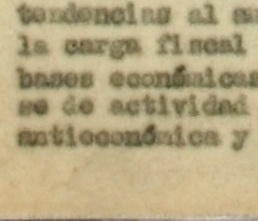 tendencias al
la carga fiscal
bases económicas
se de actividad
antieconómica y